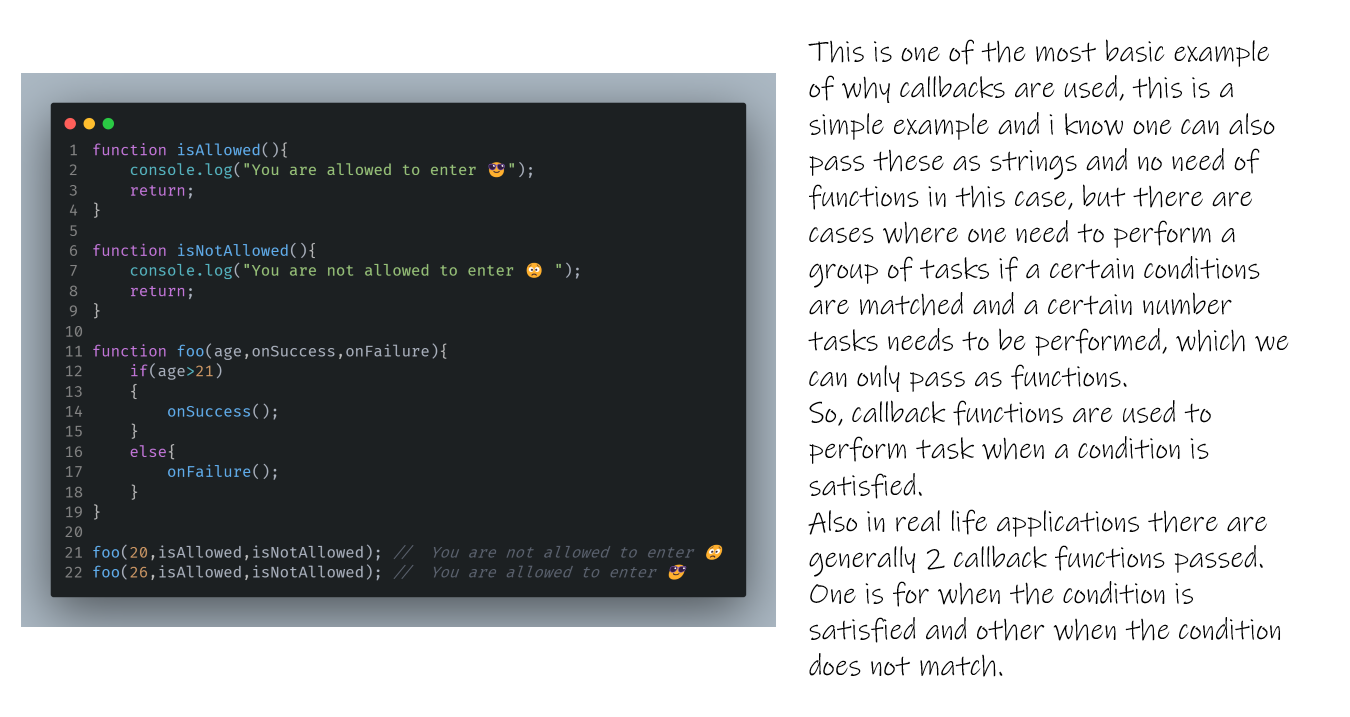 1 function isAllowed(){
2     console.log("You are allowed to enter 😎");
3     return;
4 }
5
6 function isNotAllowed(){
7     console.log("You are not allowed to enter 😳 ");
8     return;
9 }
10
11 function foo(age,onSuccess,onFailure){
12     if(age>21)
13     {
14         onSuccess();
15     }
16     else{
17         onFailure();
18     }
19 }
20
21 foo(20,isAllowed,isNotAllowed); //  You are not allowed to enter 😳
22 foo(26,isAllowed,isNotAllowed); //  You are allowed to enter 😎
This is one of the most basic example
of why callbacks are used, this is a
simple example and i know one can also
pass these as strings and no need of
functions in this case, but there are
cases where one need to perform a
group of tasks if a certain conditions
are matched and a certain number
tasks needs to be performed, which we
can only pass as functions.
So, callback functions are used to
perform task when a condition is
satisfied.
Also in real life applications there are
generally 2 callback functions passed.
One is for when the condition is
satisfied and other when the condition
does not match.